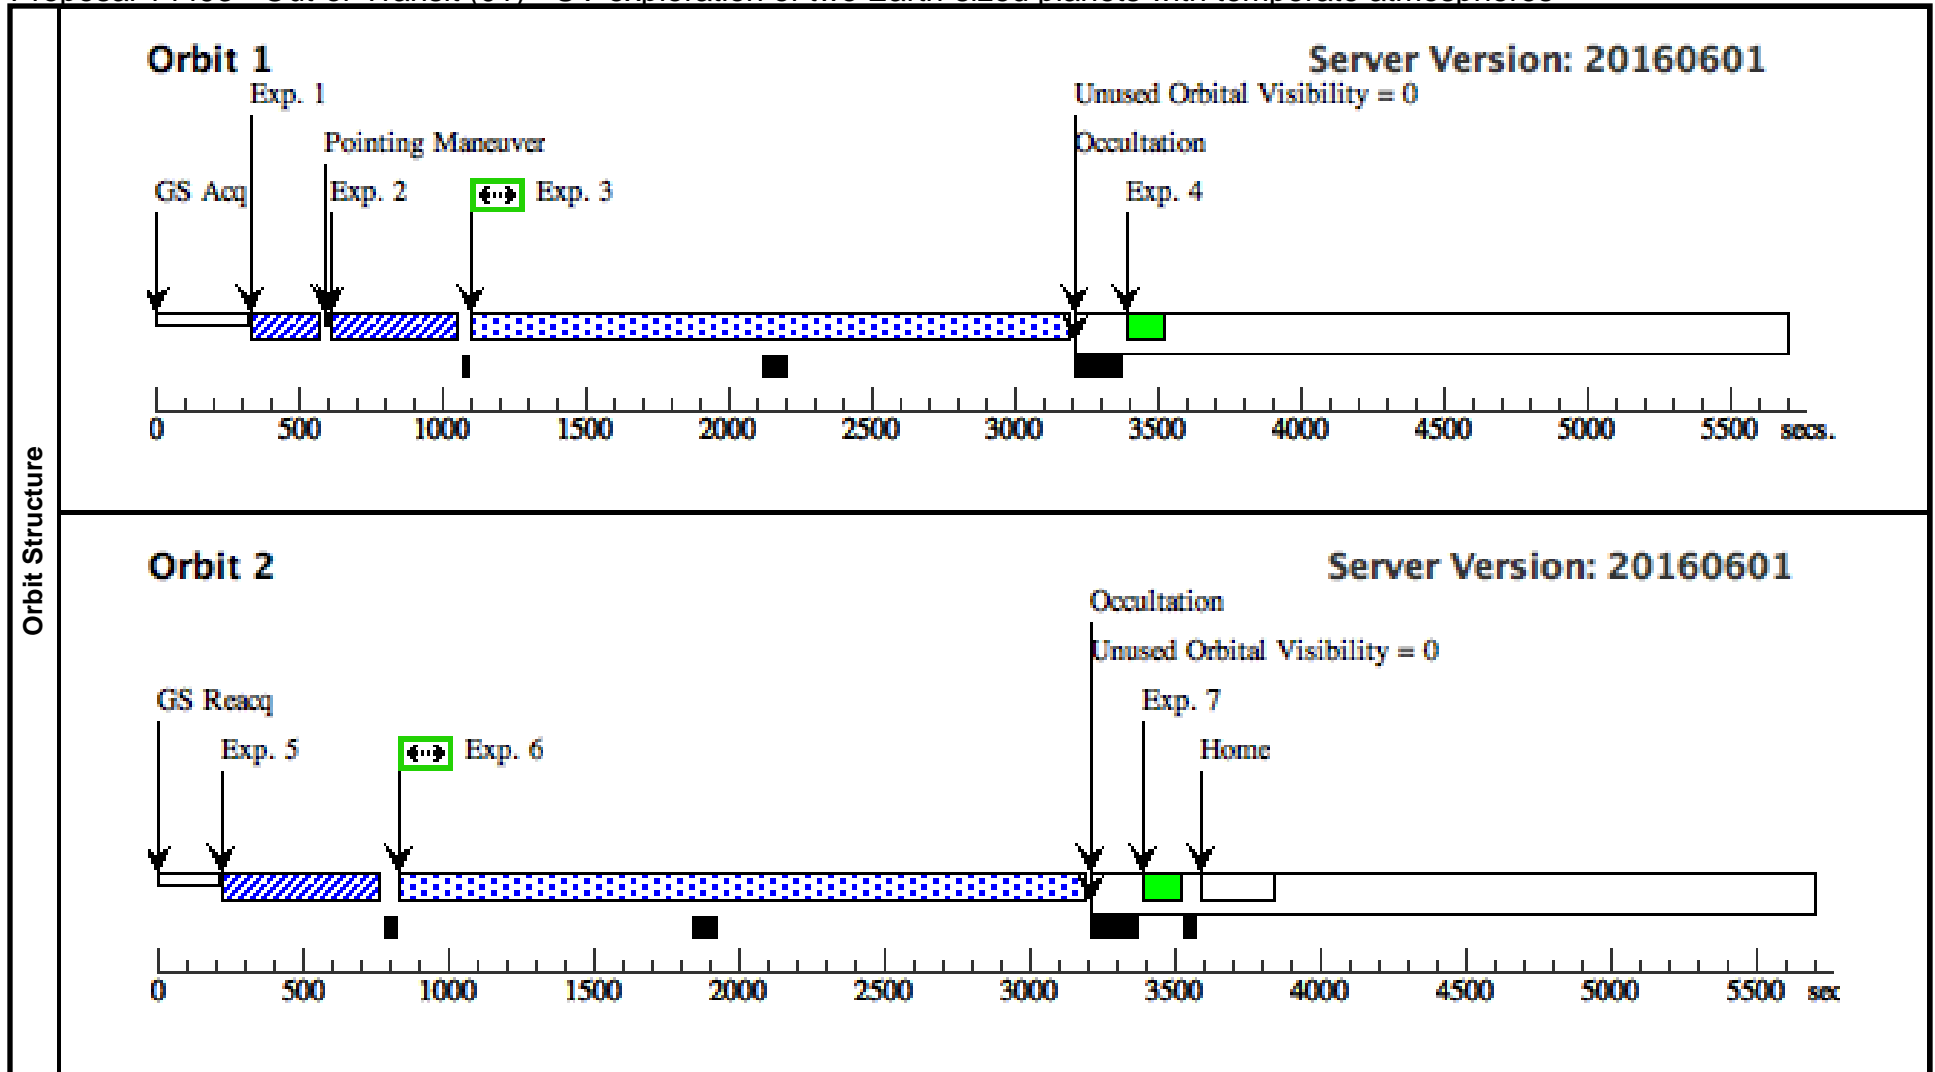 Orbit Structure
Orbit 1
Server Version: 20160601
Exp. 1
Unused Orbital Visibility = 0
Pointing Maneuver
Occultation
GS Acq
Exp. 2
Exp. 3
Exp. 4
0 500 1000 1500 2000 2500 3000 3500 4000 4500 5000 5500 secs.
Orbit 2
Server Version: 20160601
Occultation
Unused Orbital Visibility = 0
GS Reacq
Exp. 7
Exp. 5
Exp. 6
Home
0 500 1000 1500 2000 2500 3000 3500 4000 4500 5000 5500 sec